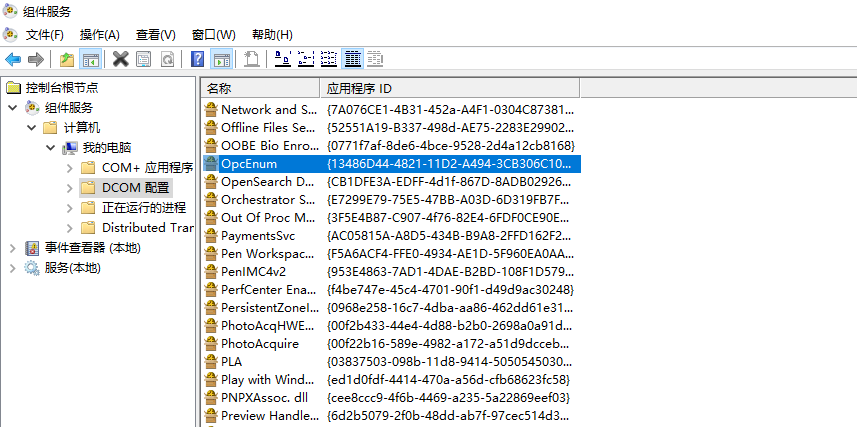 组件服务
文件(F) 操作(A) 查看(V) 窗口(W) 帮助(H)
控制台根节点
组件服务
计算机
我的电脑
COM+ 应用程序
DCOM 配置
正在运行的进程
Distributed Tran
事件查看器 (本地)
服务(本地)
名称 应用程序 ID
Network and S... {7A076CE1-4B31-452a-A4F1-0304C87381...
Offline Files Se... {52551A19-B337-498d-AE75-2283E29902...
OOBE Bio Enro... {0771f7af-8de6-4bce-9528-2d4a12cb8168}
OpcEnum {13486D44-4821-11D2-A494-3CB306C10...
OpenSearch D... {CB1DFE3A-EDFF-4d1f-867D-8ADB02926...
Orchestrator S... {E7299E79-75E5-47BB-A03D-6D319FB7F...
Out Of Proc M... {3F5E4B87-C907-4f76-82E4-6FDF0CE90E...
PaymentsSvc {AC05815A-A8D5-434B-B9A8-2FFD162F2...
Pen Workspac... {F5A6ACF4-FFE0-4934-AE1D-5F960EA0AA...
PenIMC4v2 {953E4863-7AD1-4DAE-B2BD-108F1D579...
PerfCenter Ena... {f4be747e-45c4-4701-90f1-d49d9ac30248}
PersistentZoneI... {0968e258-16c7-4dba-aa86-462dd61e31...
PhotoAcqHWE... {00f2b433-44e4-4d88-b2b0-2698a0a91d...
PhotoAcquire {00f22b16-589e-4982-a172-a51d9dcceb...
PLA {03837503-098b-11d8-9414-5050545030...
Play with Wind... {ed1d0fdf-4414-470a-a56d-cfb68623fc58}
PNPXAssoc. dll {cee8ccc9-4f6b-4469-a235-5a22869eef03}
Preview Handle... {6d2b5079-2f0b-48dd-ab7f-97cec514d3...